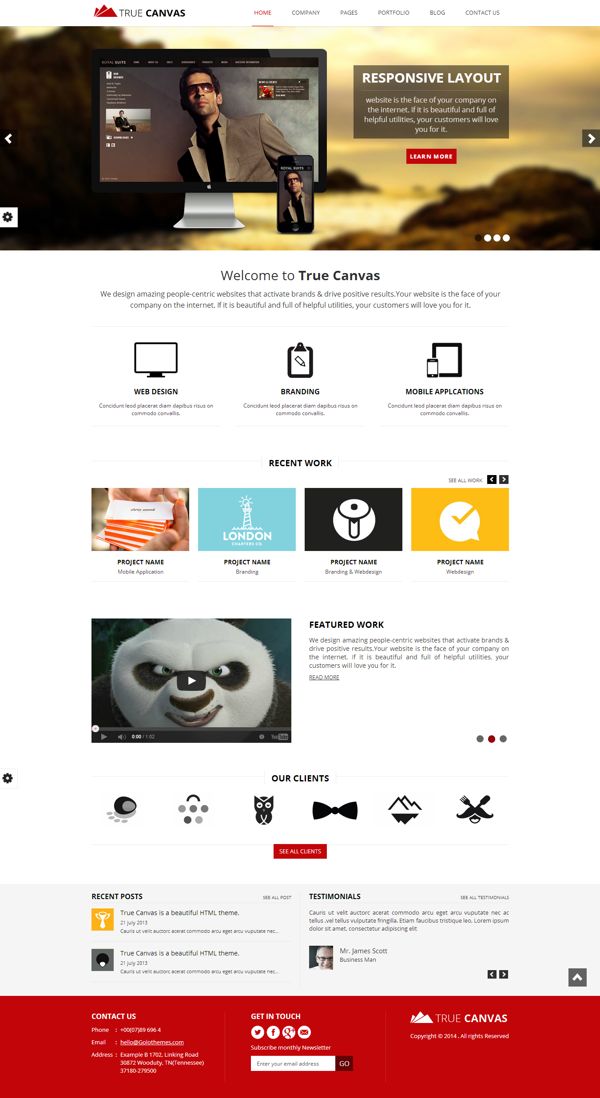 TRUE CANVAS
HOME COMPANY PAGES PORTFOLIO BLOG CONTACT US
ROYAL SUITS
RESPONSIVE LAYOUT
website is the face of your company on
the internet, If it is beautiful and full of
helpful utilities, your customers will love
you for it.
LEARN MORE
ROYAL SUITS
Welcome to True Canvas
We design amazing people-centric websites that activate brands & drive positive results.Your website is the face of your
company on the internet, If it is beautiful and full of helpful utilities, your customers will love you for it.
WEB DESIGN
Concidunt leod placerat diam dapibus risus on
commodo convallis.
BRANDING
Concidunt leod placerat diam dapibus risus on
commodo convallis.
MOBILE APPLCATIONS
Concidunt leod placerat diam dapibus risus on
commodo convallis.
RECENT WORK
SEE ALL WORK
LONDON
CHARTERS CO.
PROJECT NAME
Mobile Application
PROJECT NAME
Branding
PROJECT NAME
Branding & Webdesign
PROJECT NAME
Webdesign
FEATURED WORK
We design amazing people-centric websites that activate brands &
drive positive results,Your website is the face of your company on
the internet, if it is beautiful and full of helpful utilities, your
customers will love you for it.
READ MORE
0:00 / 1:02
YouTube
OUR CLIENTS
SEE ALL CLIENTS
RECENT POSTS
SEE ALL POST
True Canvas is a beautiful HTML theme.
21 july 2013
Cauris ut velit auctorc acerat commodo arcu eget arcu vuputate nec...
True Canvas is a beautiful HTML theme.
21 july 2013
Cauris ut velit auctorc acerat commodo arcu eget arcu vuputate nec...
TESTIMONIALS
SEE ALL TESTIMONIALS
Cauris ut velit auctorc acerat commodo arcu eget arcu vuputate nec ac
tellus .vel tellus vulputate fringilla. Etiam faucibus tristique leo, Lorem ipsum
dolor sit amet, consectetur adipiscing elit
Mr. James Scott
Business Man
CONTACT US
Phone : +00(07)89 696 4
Email : hello@Golothemes.com
Address : Example B 1702, Linking Road
30872 Wooduty, TN(Tennessee)
37180-279500
GET IN TOUCH
Subscribe monthly Newsletter
Enter your email address GO
TRUE CANVAS
Copyright © 2014 . All rights Reserved